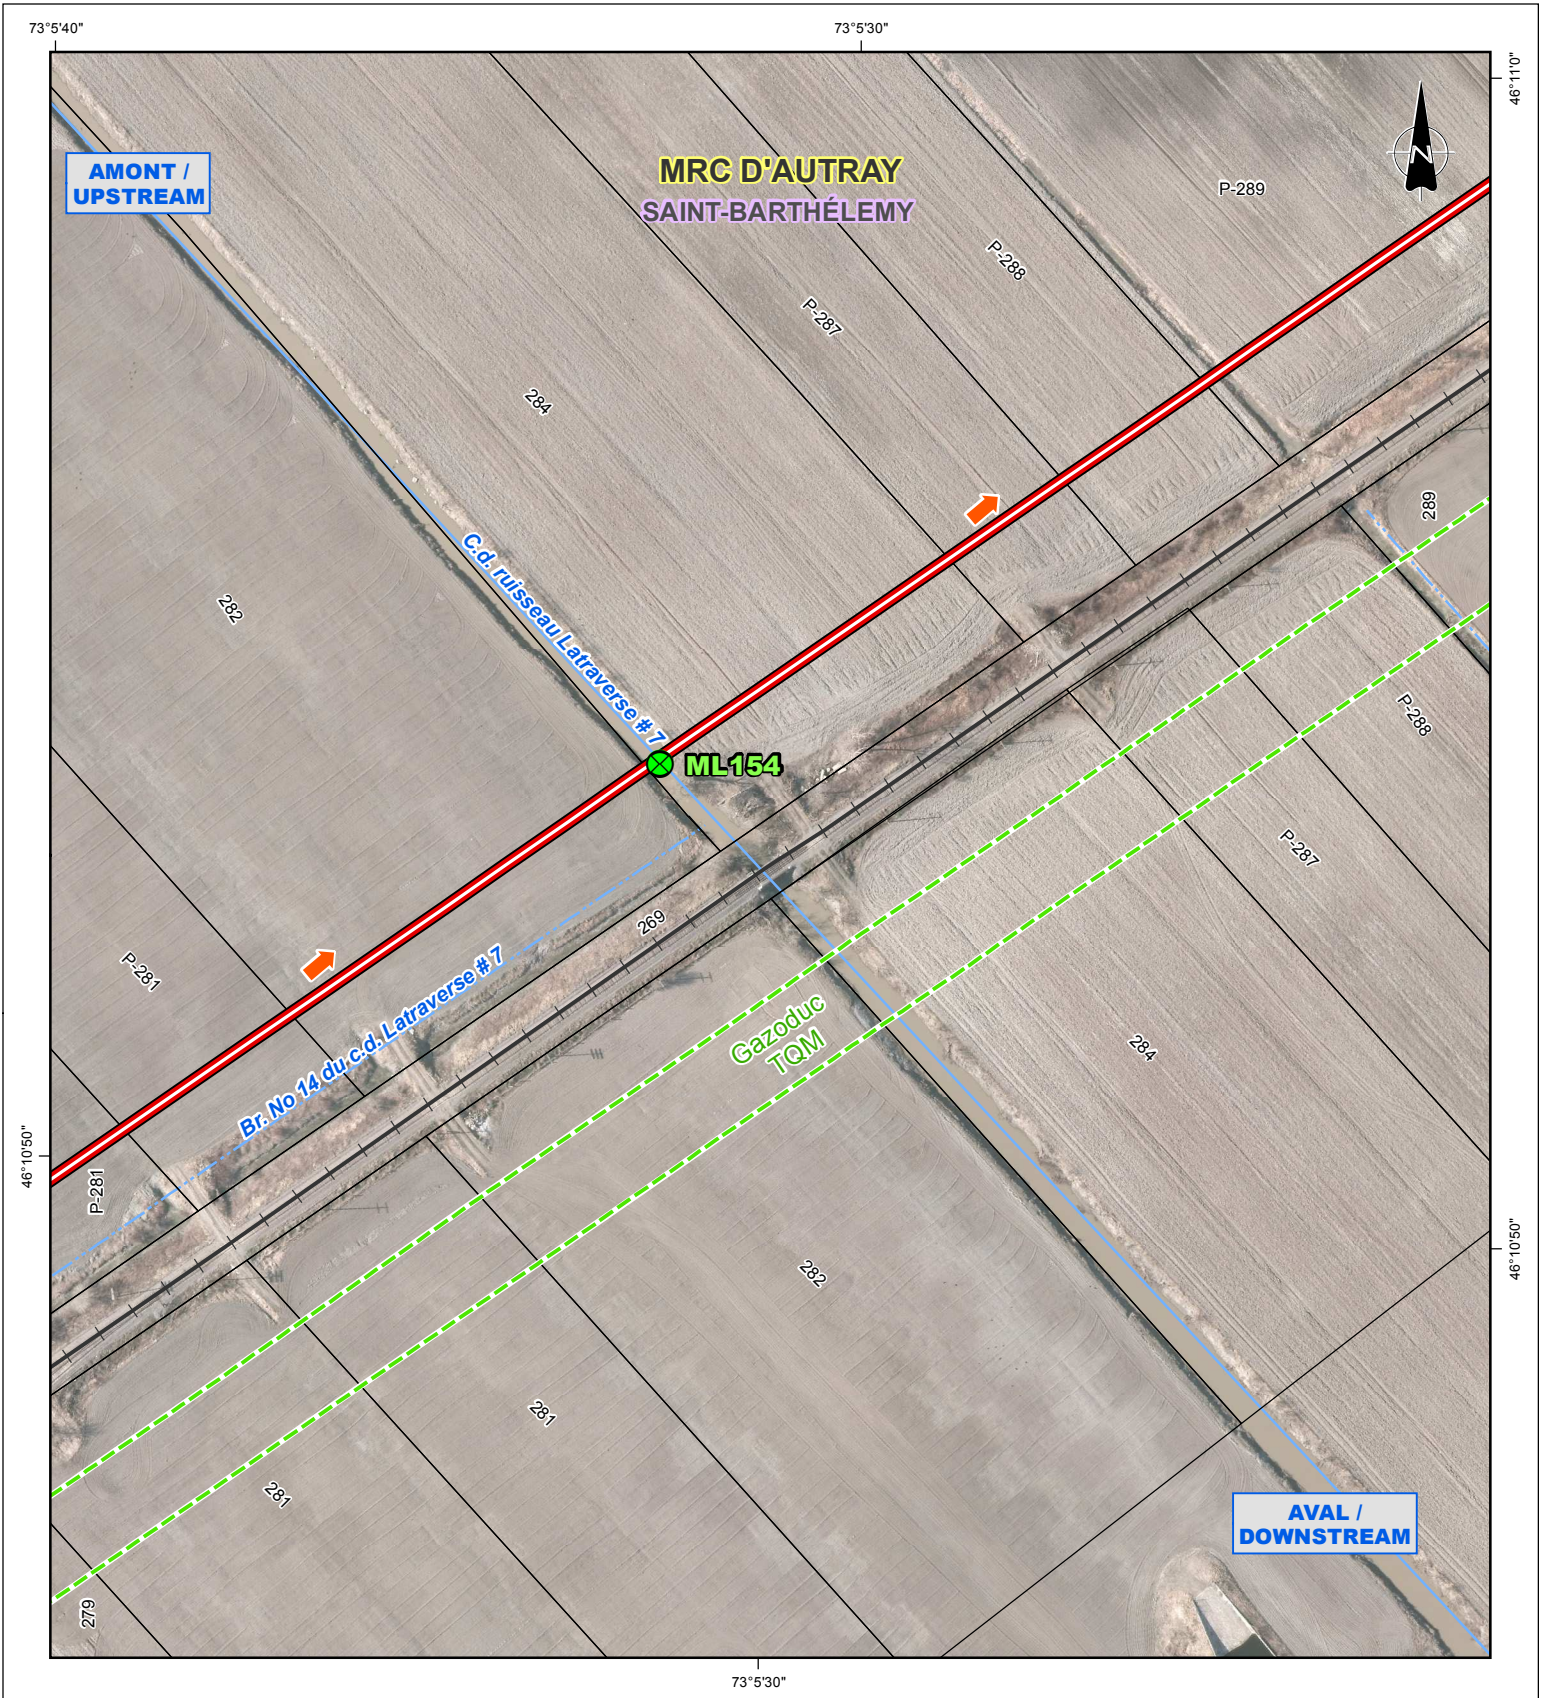 73°5'40"
73°5'30"
46°11'0"
AMONT /
UPSTREAM
MRC D'AUTRAY
SAINT-BARTHÉLEMY
N
P-289
P-288
P-287
284
289
282
C.d. ruisseau Latraverse # 7
P-288
ML154
P-287
269
P-281
Br. No 14 du c.d. Latraverse # 7
Gazoduc
TQM
284
46°10'50"
P-281
46°10'50"
282
281
281
AVAL /
DOWNSTREAM
279
73°5'30"